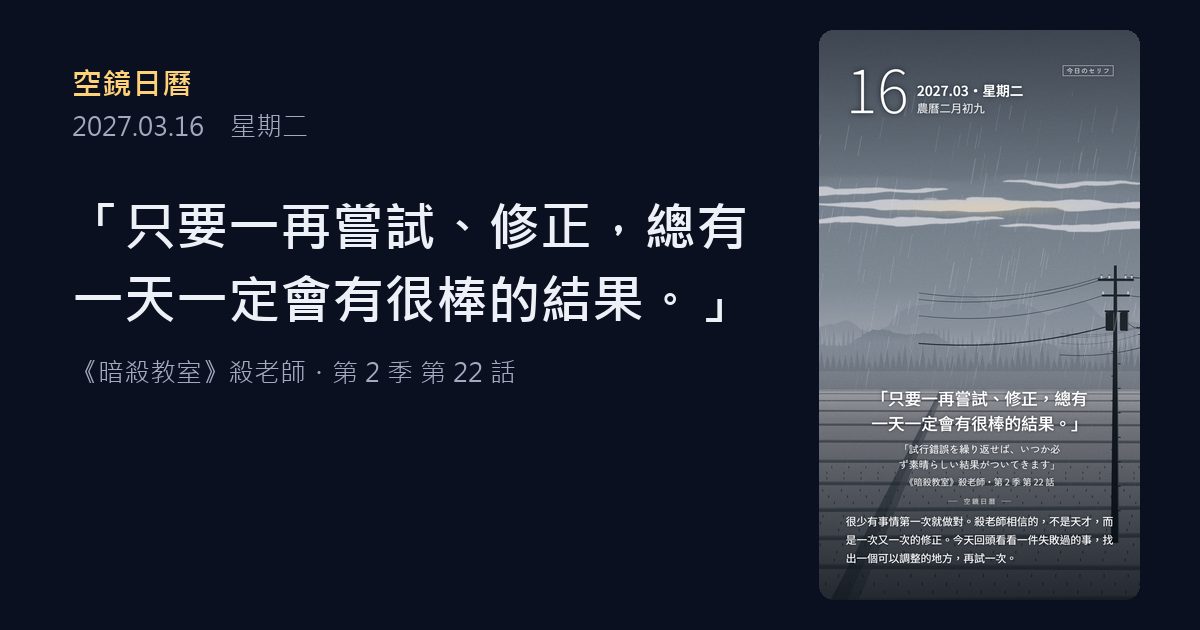 空鏡日曆
2027.03.16　星期二
「只要一再嘗試、修正，總有
一天一定會有很棒的結果。」
《暗殺教室》殺老師・第 2 季 第 22 話
今日のセリフ
16
2027.03・星期二
農曆二月初九
「只要一再嘗試、修正，總有
一天一定會有很棒的結果。」
「試行錯誤を繰り返せば、いつか必
ず素晴らしい結果がついてきます」
《暗殺教室》殺老師・第 2 季 第 22 話
— 空鏡日曆 —
很少有事情第一次就做對。殺老師相信的，不是天才，而
是一次又一次的修正。今天回頭看看一件失敗過的事，找
出一個可以調整的地方，再試一次。